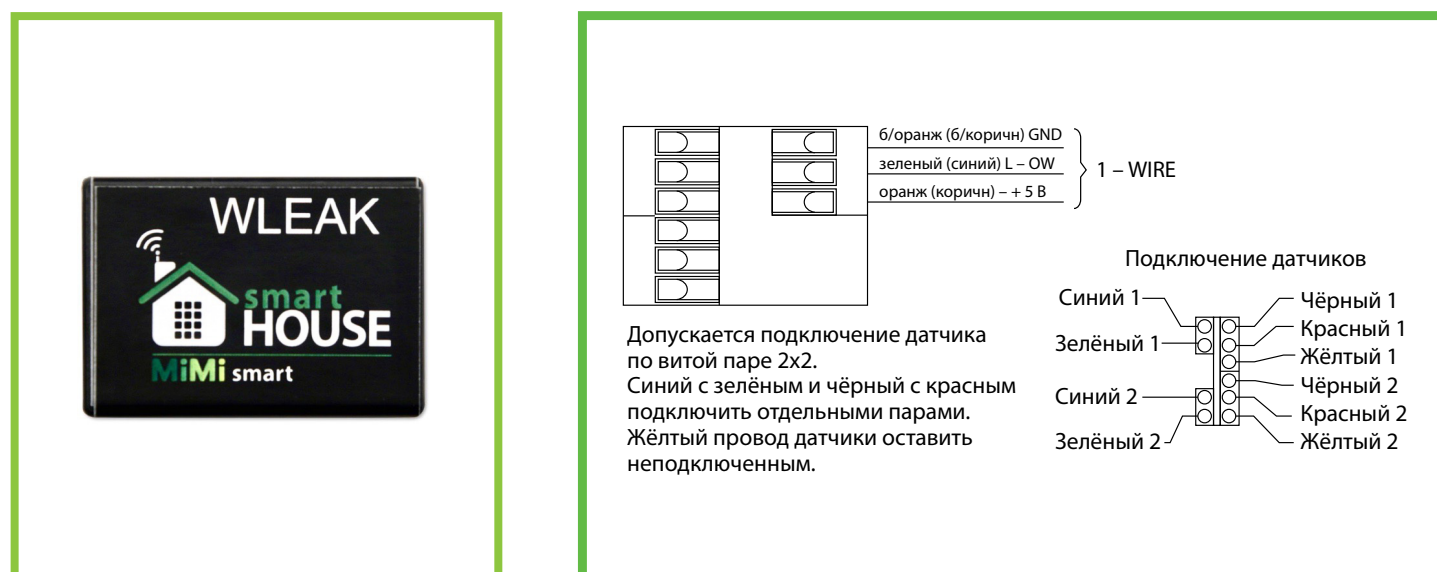 WLEAK
smart
HOUSE
MiMi smart
б/оранж (б/коричн) GND
зеленый (синий) L – OW
оранж (коричн) – + 5 В
1 – WIRE
Допускается подключение датчика
по витой паре 2х2.
Синий с зелёным и чёрный с красным
подключить отдельными парами.
Жёлтый провод датчики оставить
неподключенным.
Подключение датчиков
Синий 1
Зелёный 1
Синий 2
Зелёный 2
Чёрный 1
Красный 1
Жёлтый 1
Чёрный 2
Красный 2
Жёлтый 2